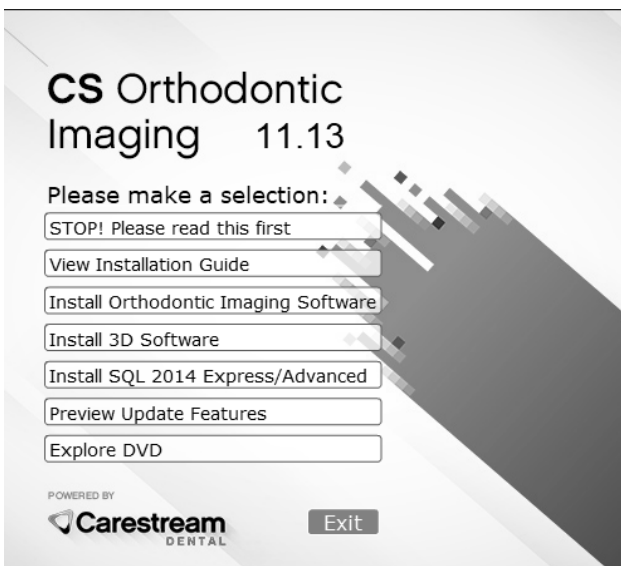 CS Orthodontic
Imaging 11.13
Please make a selection:
STOP! Please read this first
View Installation Guide
Install Orthodontic Imaging Software
Install 3D Software
Install SQL 2014 Express/Advanced
Preview Update Features
Explore DVD
POWERED BY
Carestream
DENTAL
Exit